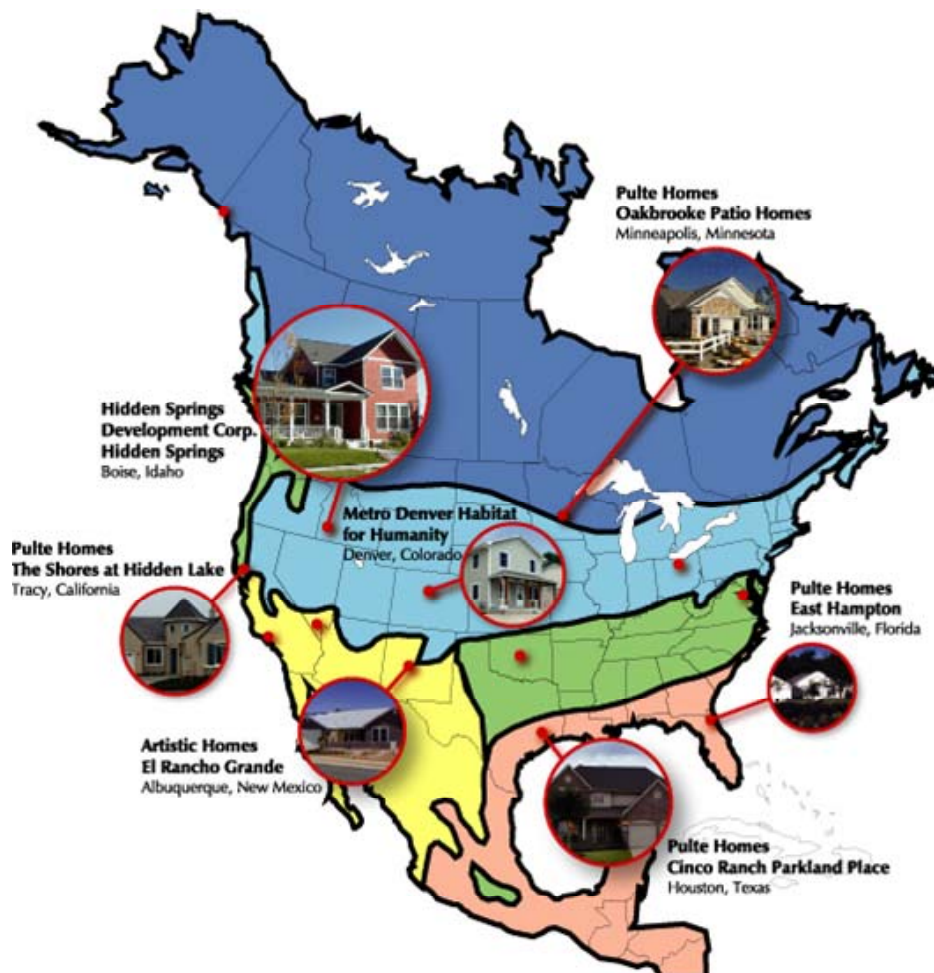 Pulte Homes
Oakbrooke Patio Homes
Minneapolis, Minnesota
Hidden Springs
Development Corp.
Hidden Springs
Boise, Idaho
Metro Denver Habitat
for Humanity
Denver, Colorado
Pulte Homes
The Shores at Hidden Lake
Tracy, California
Pulte Homes
East Hampton
Jacksonville, Florida
Artistic Homes
El Rancho Grande
Albuquerque, New Mexico
Pulte Homes
Cinco Ranch Parkland Place
Houston, Texas